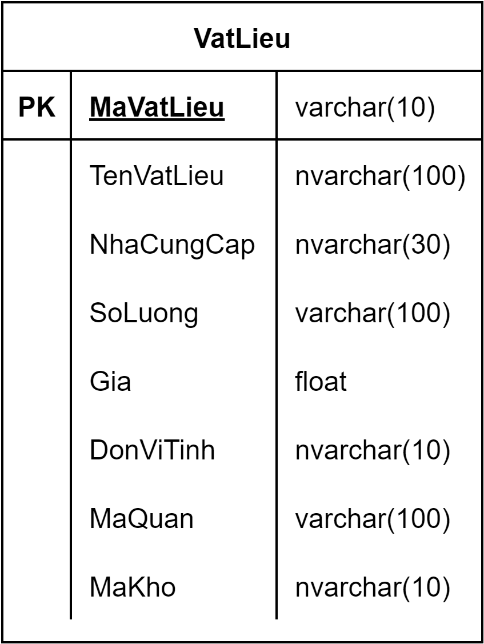 VatLieu
PK MaVatLieu varchar(10)
TenVatLieu nvarchar(100)
NhaCungCap nvarchar(30)
SoLuong varchar(100)
Gia float
DonViTinh nvarchar(10)
MaQuan varchar(100)
MaKho nvarchar(10)